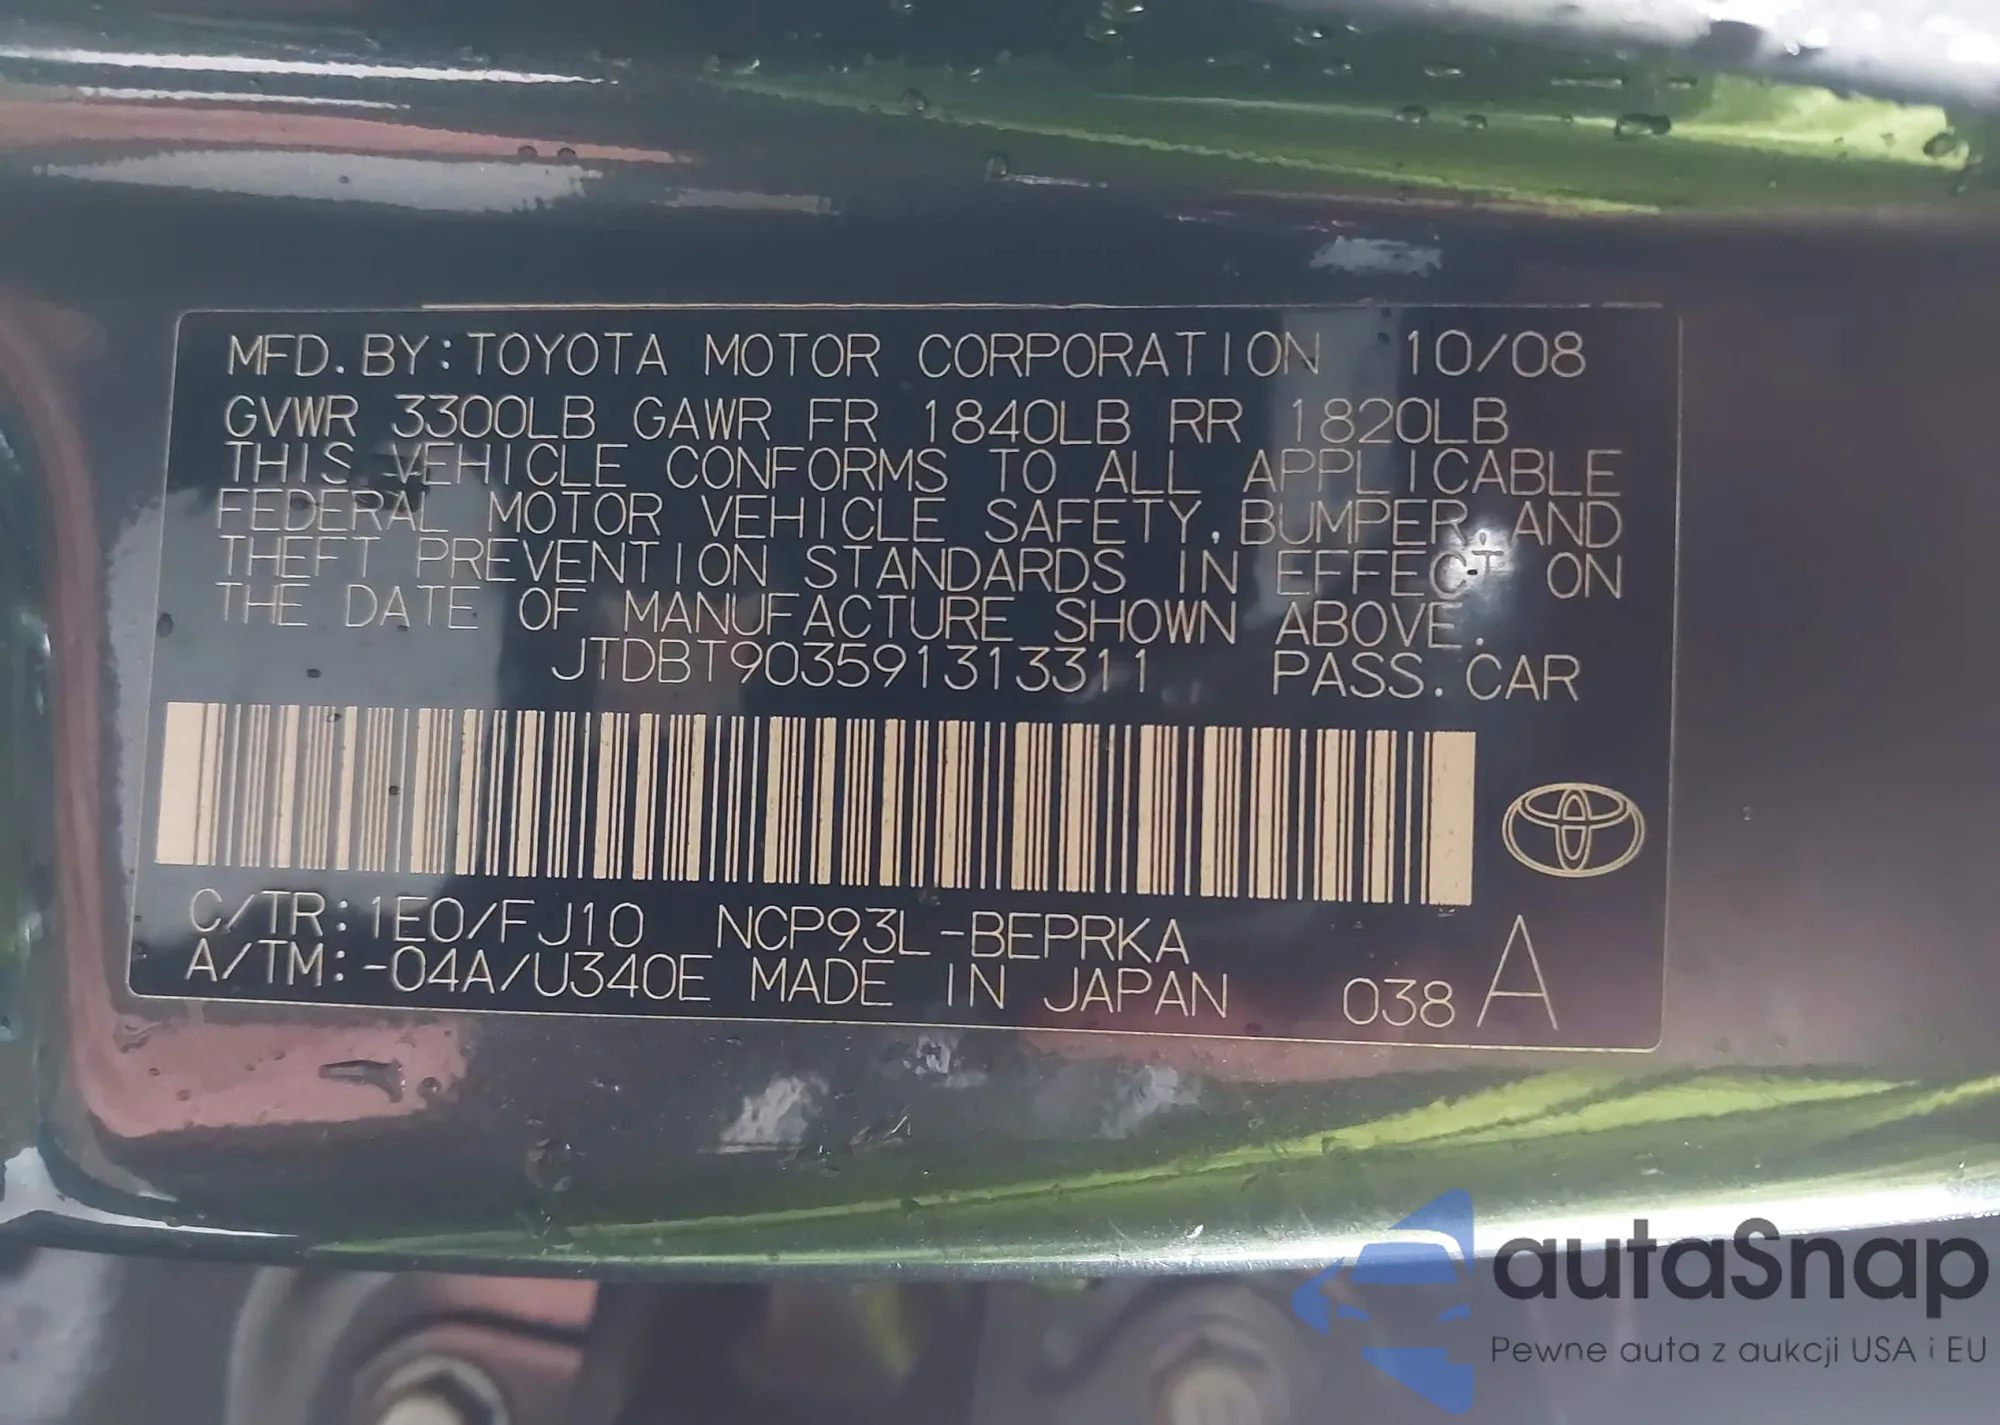 MFD.BY:TOYOTA MOTOR CORPORATION 10/08
GVWR 3300LB GAWR FR 1840LB RR 1820LB
THIS VEHICLE CONFORMS TO ALL APPLICABLE
FEDERAL MOTOR VEHICLE SAFETY,BUMPER,AND
THEFT PREVENTION STANDARDS IN EFFECT ON
THE DATE OF MANUFACTURE SHOWN ABOVE.
JTDBT903591313311 PASS.CAR
C/TR:1E0/FJ10 NCP93L-BEPRKA
A/TM:-04A/U340E MADE IN JAPAN 038 A
autaSnap
Pewne auta z aukcji USA i EU